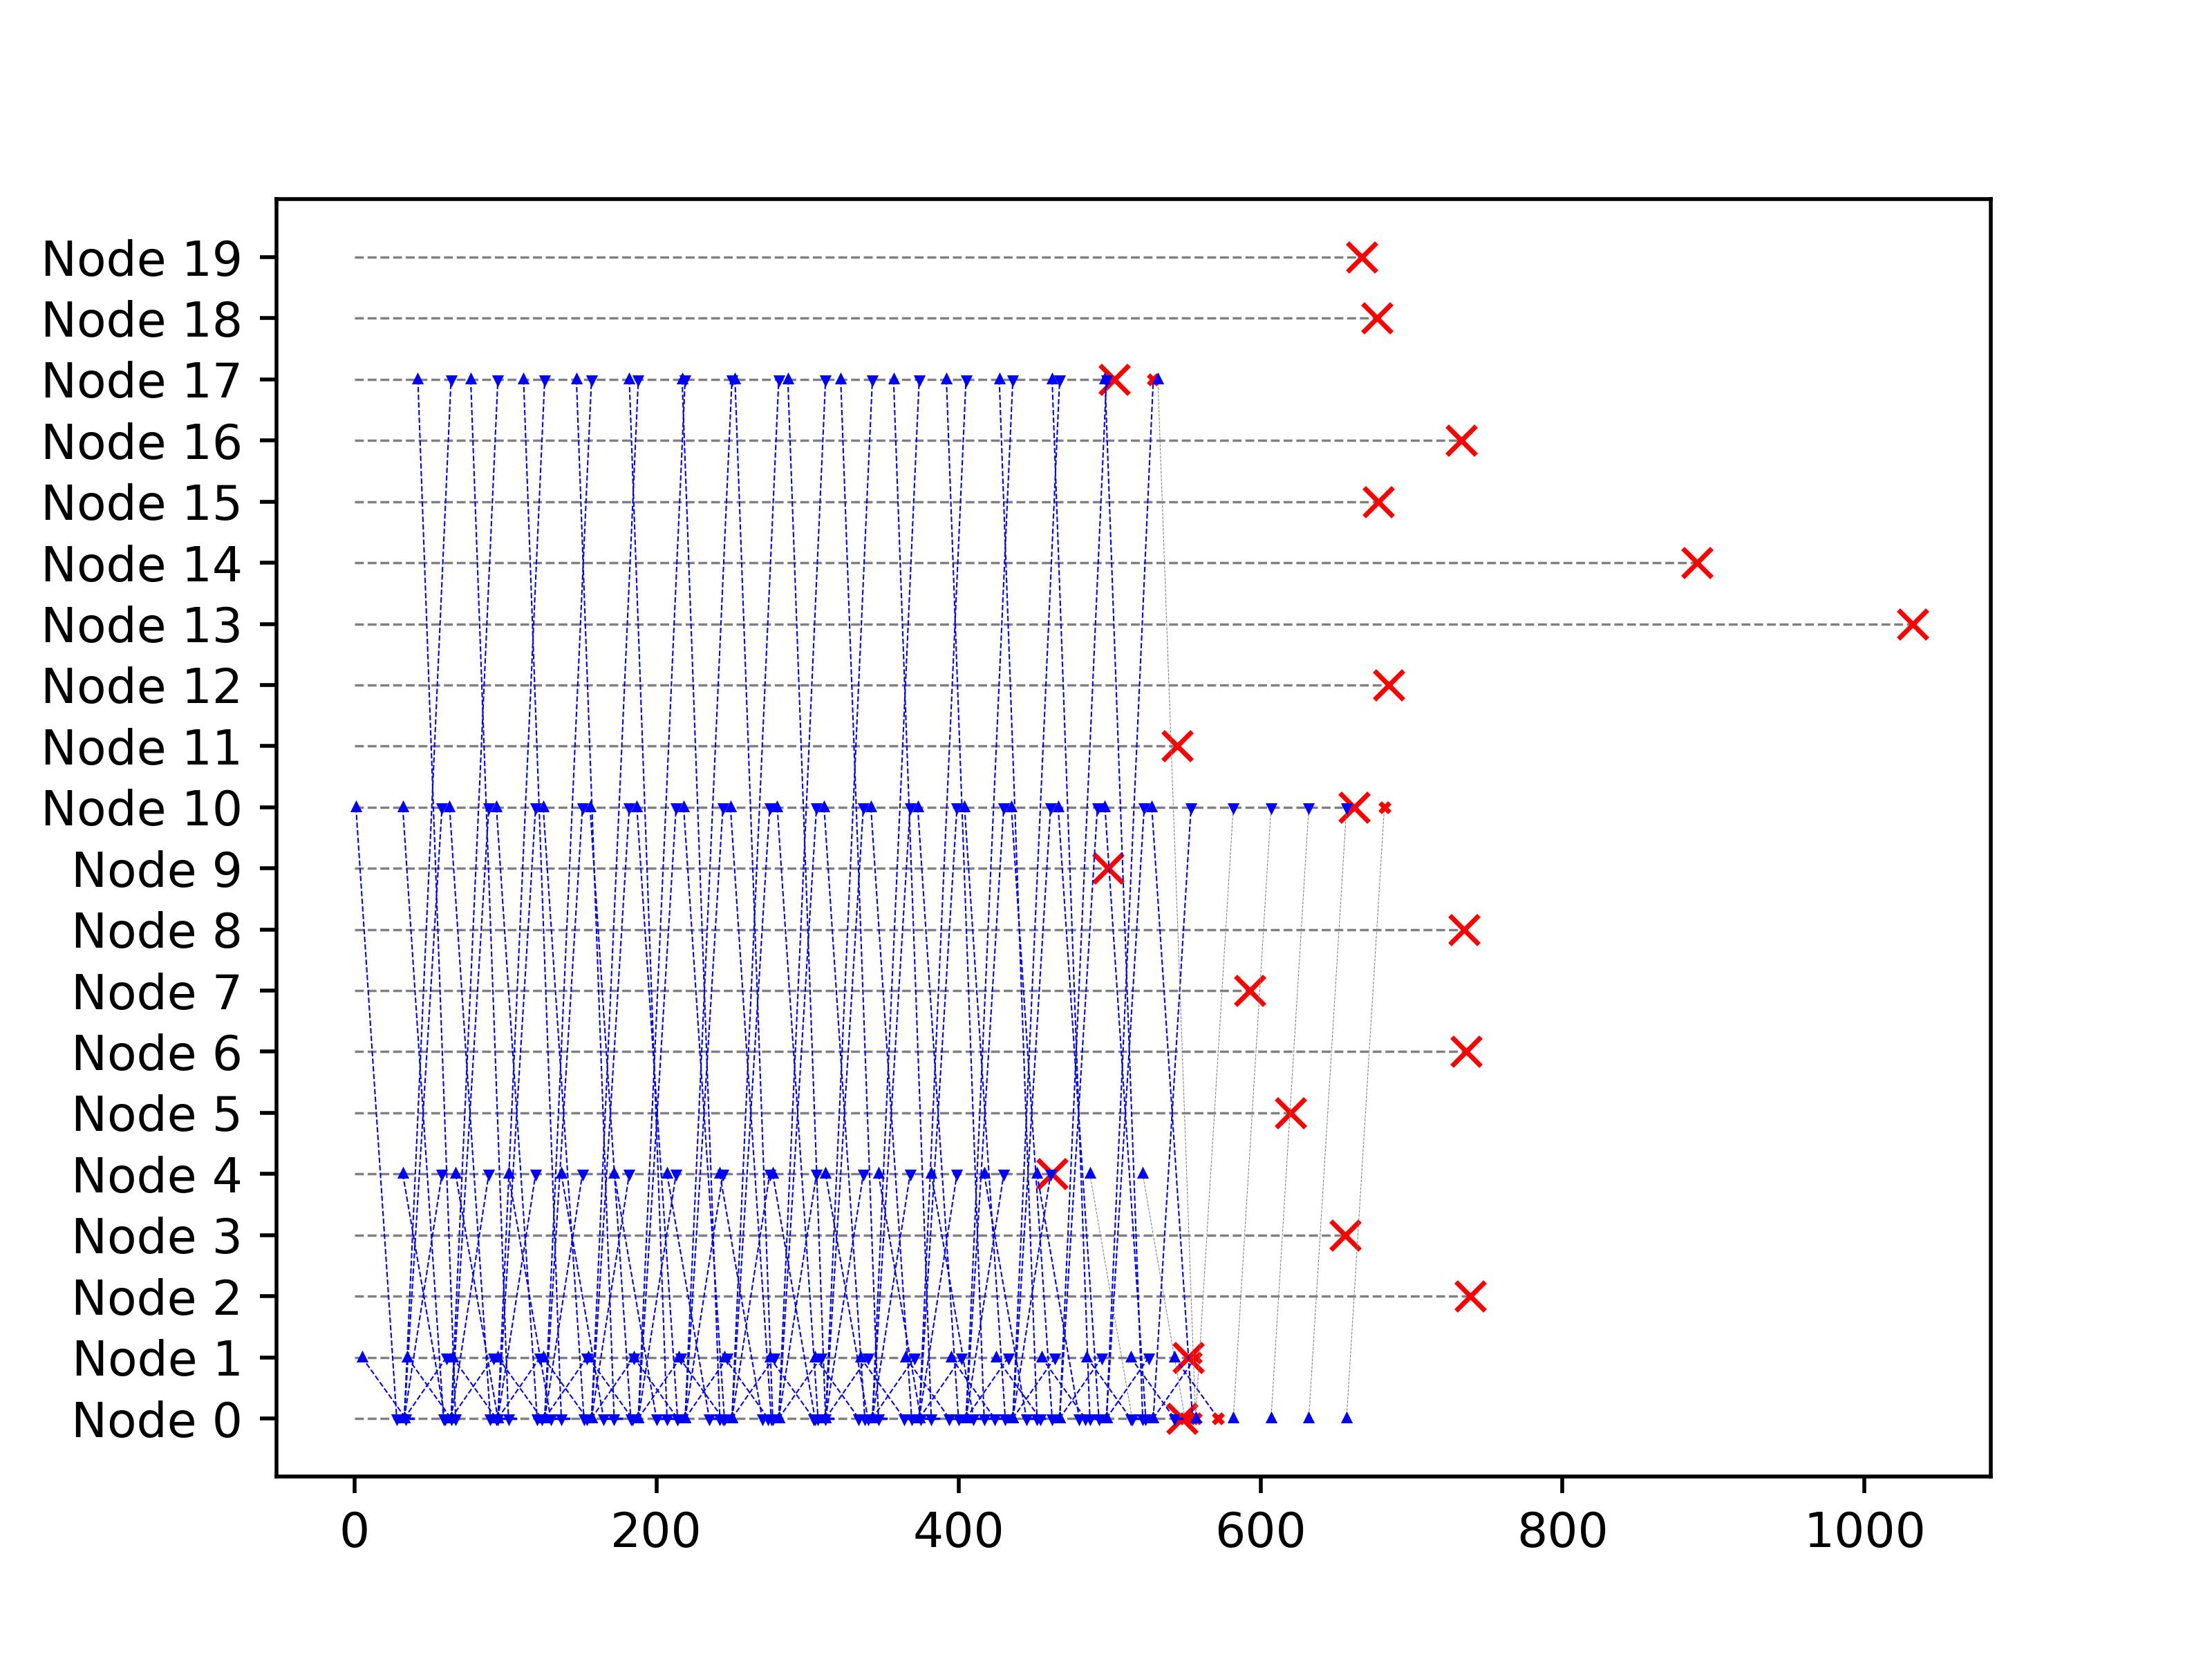 Node 19
Node 18
Node 17
Node 16
Node 15
Node 14
Node 13
Node 12
Node 11
Node 10
Node 9
Node 8
Node 7
Node 6
Node 5
Node 4
Node 3
Node 2
Node 1
Node 0
0 200 400 600 800 1000